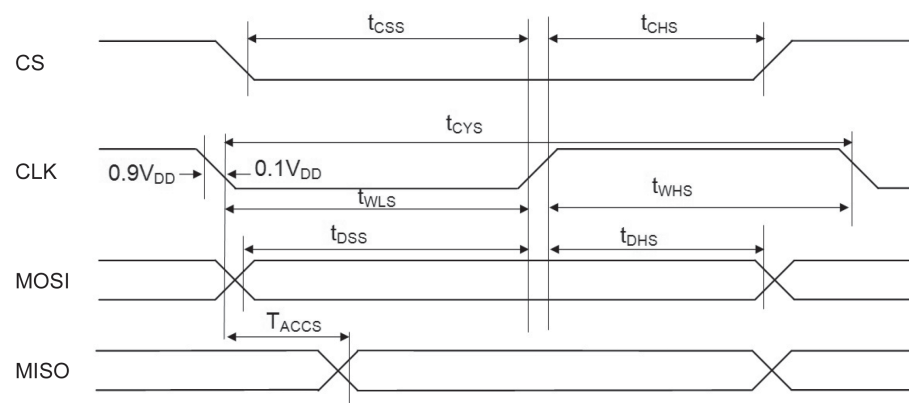 tCSS
tCHS
CS
tCYS
CLK
0.9VDD
0.1VDD
tWLS
tWHS
tDSS
tDHS
MOSI
TACCS
MISO